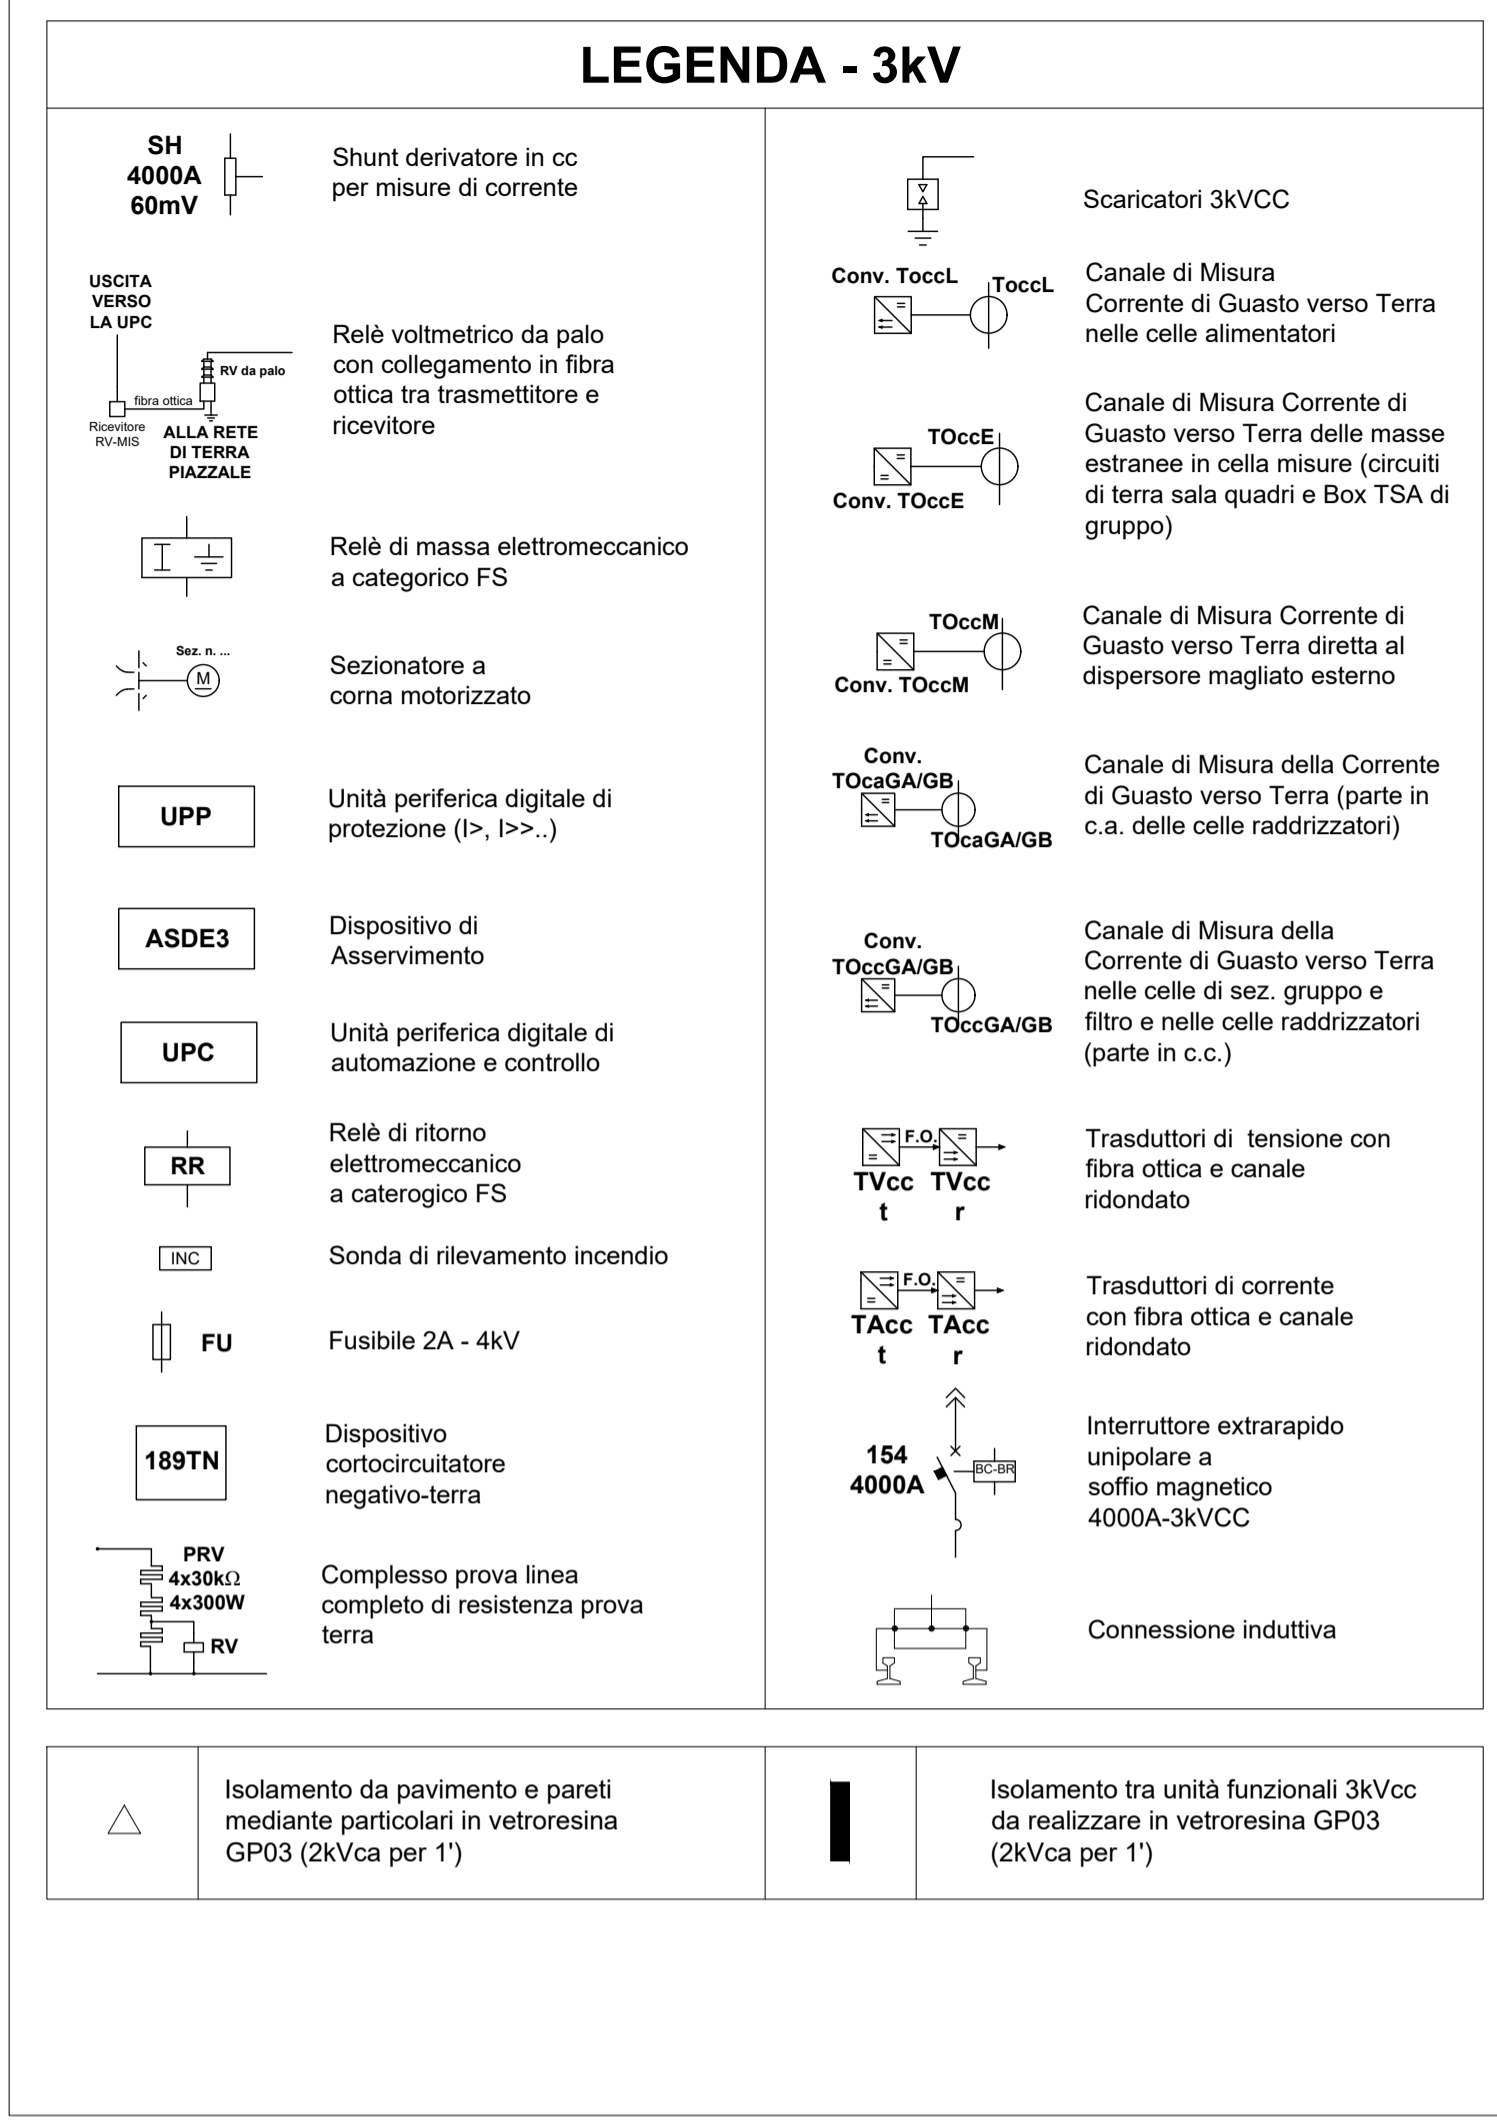 LEGENDA - 3kV
SH
4000A
60mV
Shunt derivatore in cc
per misure di corrente
USCITA
VERSO
LA UPC
RV da palo
fibra ottica
Ricevitore
RV-MIS
ALLA RETE
DI TERRA
PIAZZALE
Relè voltmetrico da palo
con collegamento in fibra
ottica tra trasmettitore e
ricevitore
Relè di massa elettromeccanico
a categorico FS
Sez. n. ...
M
Sezionatore a
corna motorizzato
UPP
Unità periferica digitale di
protezione (I>, I>>..)
ASDE3
Dispositivo di
Asservimento
UPC
Unità periferica digitale di
automazione e controllo
RR
Relè di ritorno
elettromeccanico
a caterogico FS
INC
Sonda di rilevamento incendio
FU
Fusibile 2A - 4kV
189TN
Dispositivo
cortocircuitatore
negativo-terra
PRV
4x30kΩ
4x300W
RV
Complesso prova linea
completo di resistenza prova
terra
Scaricatori 3kVCC
Conv. ToccL
ToccL
Canale di Misura
Corrente di Guasto verso Terra
nelle celle alimentatori
TOccE
Conv. TOccE
Canale di Misura Corrente di
Guasto verso Terra delle masse
estranee in cella misure (circuiti
di terra sala quadri e Box TSA di
gruppo)
TOccM
Conv. TOccM
Canale di Misura Corrente di
Guasto verso Terra diretta al
dispersore magliato esterno
Conv.
TOcaGA/GB
TOcaGA/GB
Canale di Misura della Corrente
di Guasto verso Terra (parte in
c.a. delle celle raddrizzatori)
Conv.
TOccGA/GB
TOccGA/GB
Canale di Misura della
Corrente di Guasto verso Terra
nelle celle di sez. gruppo e
filtro e nelle celle raddrizzatori
(parte in c.c.)
F.O.
TVcc TVcc
t r
Trasduttori di  tensione con
fibra ottica e canale
ridondato
F.O.
TAcc TAcc
t r
Trasduttori di corrente
con fibra ottica e canale
ridondato
154
4000A
BC-BR
Interruttore extrarapido
unipolare a
soffio magnetico
4000A-3kVCC
Connessione induttiva
Isolamento da pavimento e pareti
mediante particolari in vetroresina
GP03 (2kVca per 1')
Isolamento tra unità funzionali 3kVcc
da realizzare in vetroresina GP03
(2kVca per 1')